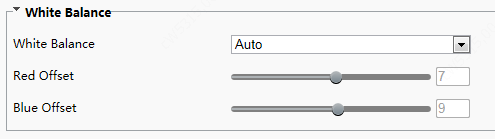 White Balance
White Balance Auto
Red Offset 7
Blue Offset 9